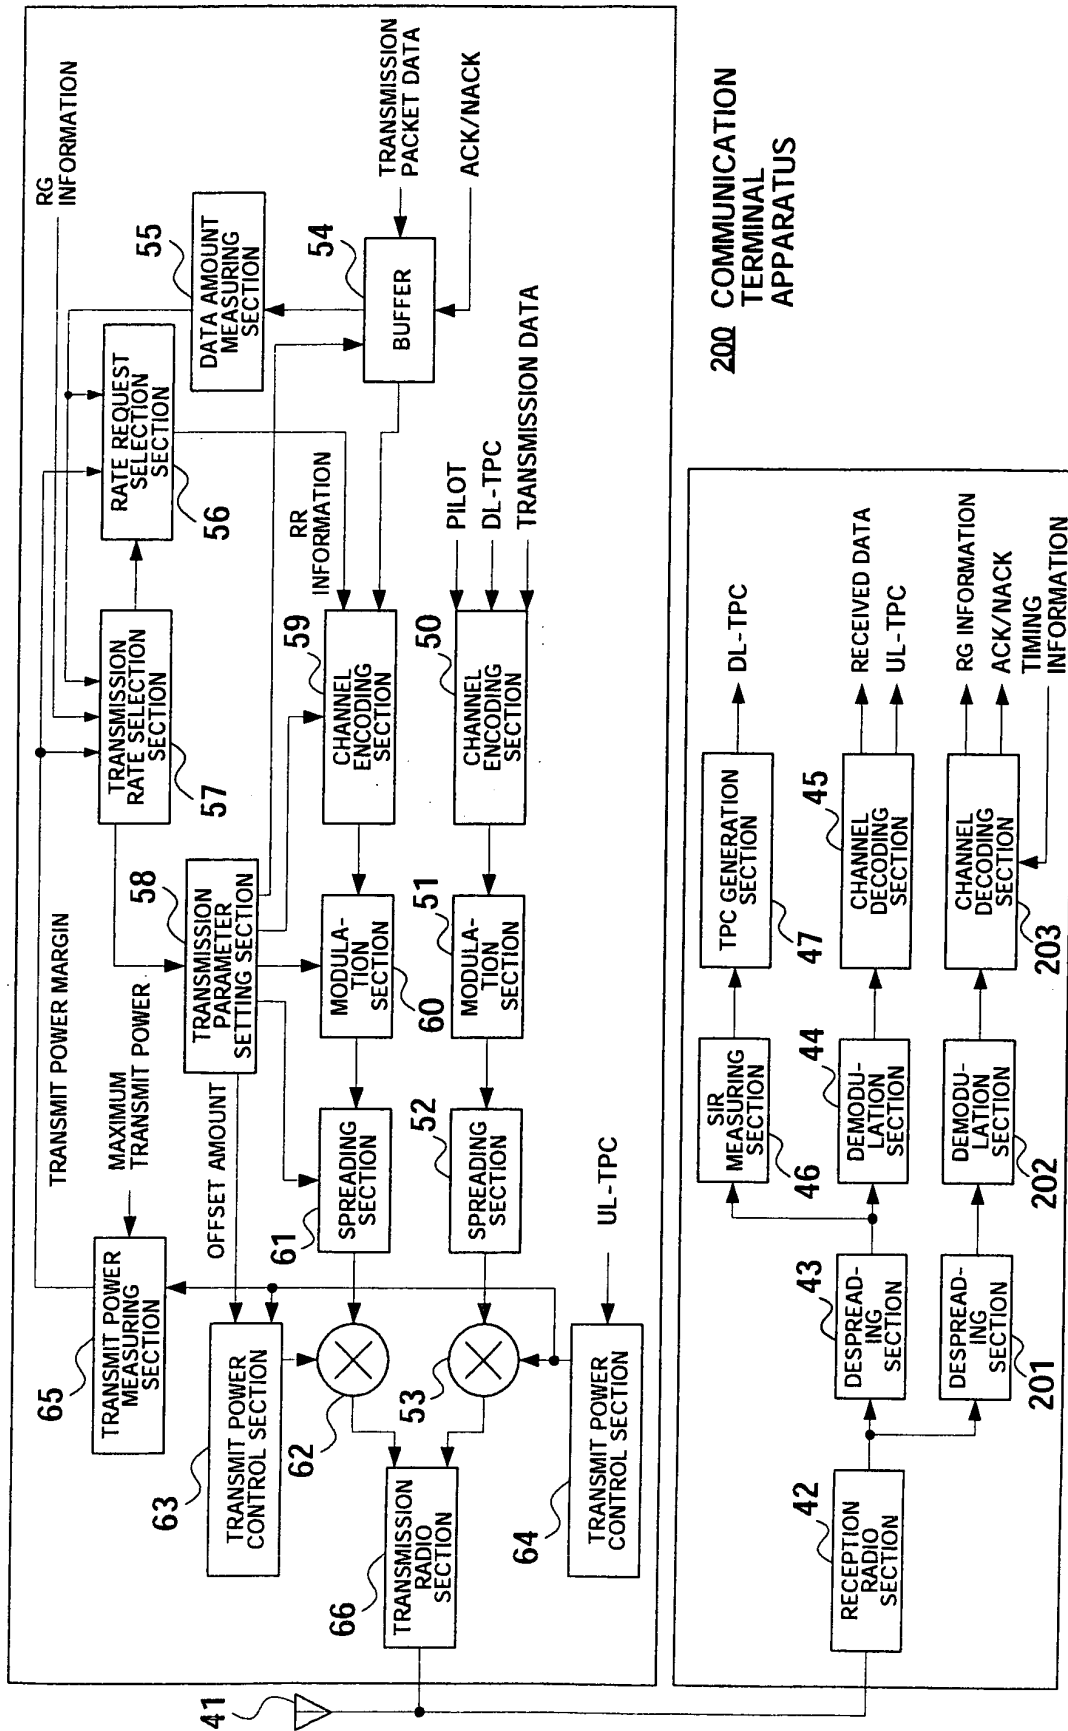 41
TRANSMIT POWER MARGIN
MAXIMUM
TRANSMIT POWER
65
TRANSMIT POWER
MEASURING
SECTION
RG
INFORMATION
57
TRANSMISSION
RATE SELECTION
SECTION
56
RATE REQUEST
SELECTION
SECTION
55
DATA AMOUNT
MEASURING
SECTION
58
TRANSMISSION
PARAMETER
SETTING SECTION
OFFSET AMOUNT
63
TRANSMIT POWER
CONTROL SECTION
62
61
SPREADING
SECTION
60
MODULA-
TION
SECTION
59
CHANNEL
ENCODING
SECTION
RR
INFORMATION
54
BUFFER
TRANSMISSION
PACKET DATA
ACK/NACK
66
TRANSMISSION
RADIO
SECTION
53
52
SPREADING
SECTION
51
MODULA-
TION
SECTION
50
CHANNEL
ENCODING
SECTION
PILOT
DL-TPC
TRANSMISSION DATA
64
TRANSMIT POWER
CONTROL SECTION
UL-TPC
200 COMMUNICATION
TERMINAL
APPARATUS
46
SIR
MEASURING
SECTION
47
TPC GENERATION
SECTION
DL-TPC
42
RECEPTION
RADIO
SECTION
43
DESPREAD-
ING
SECTION
44
DEMODU-
LATION
SECTION
45
CHANNEL
DECODING
SECTION
RECEIVED DATA
UL-TPC
201
DESPREAD-
ING
SECTION
202
DEMODU-
LATION
SECTION
203
CHANNEL
DECODING
SECTION
RG INFORMATION
ACK/NACK
TIMING
INFORMATION